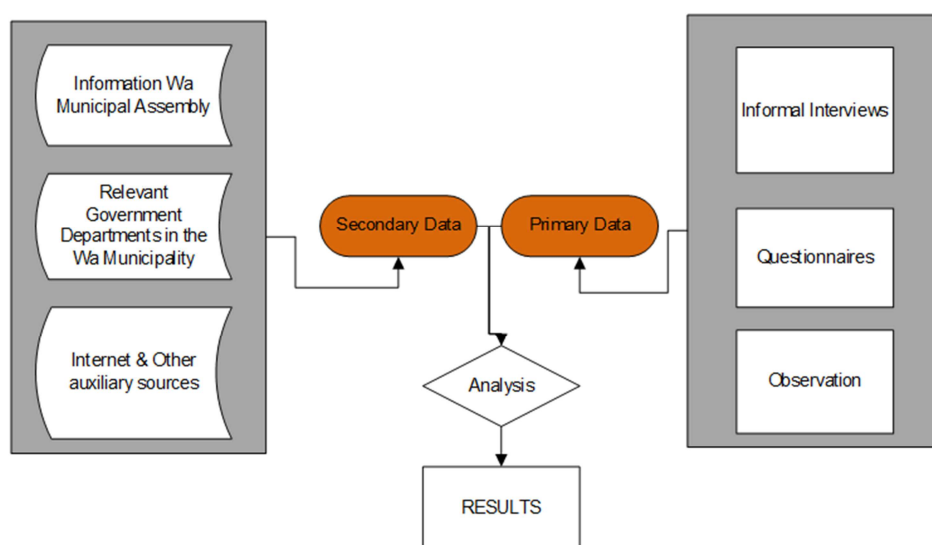 Information Wa
Municipal Assembly
Relevant
Government
Departments in the
Wa Municipality
Internet & Other
auxiliary sources
Secondary Data
Primary Data
Analysis
RESULTS
Informal Interviews
Questionnaires
Observation